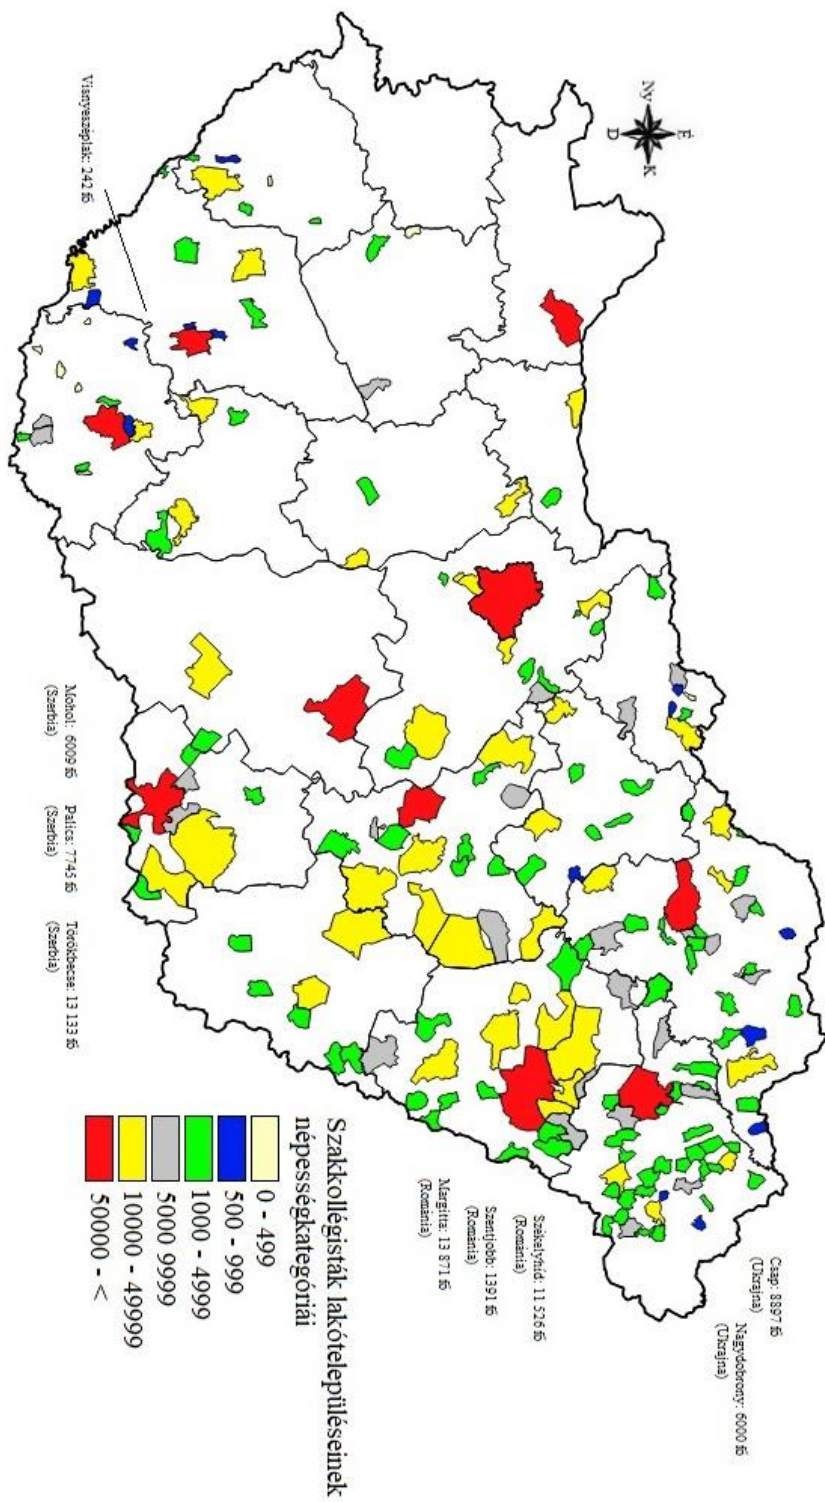 É
Ny
K
D
Visnyeszéplak: 242 fő
Mohol: 6009 fő
(Szerbia)
Palics: 7745 fő
(Szerbia)
Törökbecse: 13 133 fő
(Szerbia)
Csap: 8897 fő
(Ukrajna)
Nagydobrony: 6000 fő
(Ukrajna)
Székelyhíd: 11 526 fő
(Románia)
Szentjobb: 1391 fő
(Románia)
Margitta: 13 871 fő
(Románia)
Szakkollégisták lakótelepüléseinek
népességkategóriái
0 - 499
500 - 999
1000 - 4999
5000 9999
10000 - 49999
50000 - <